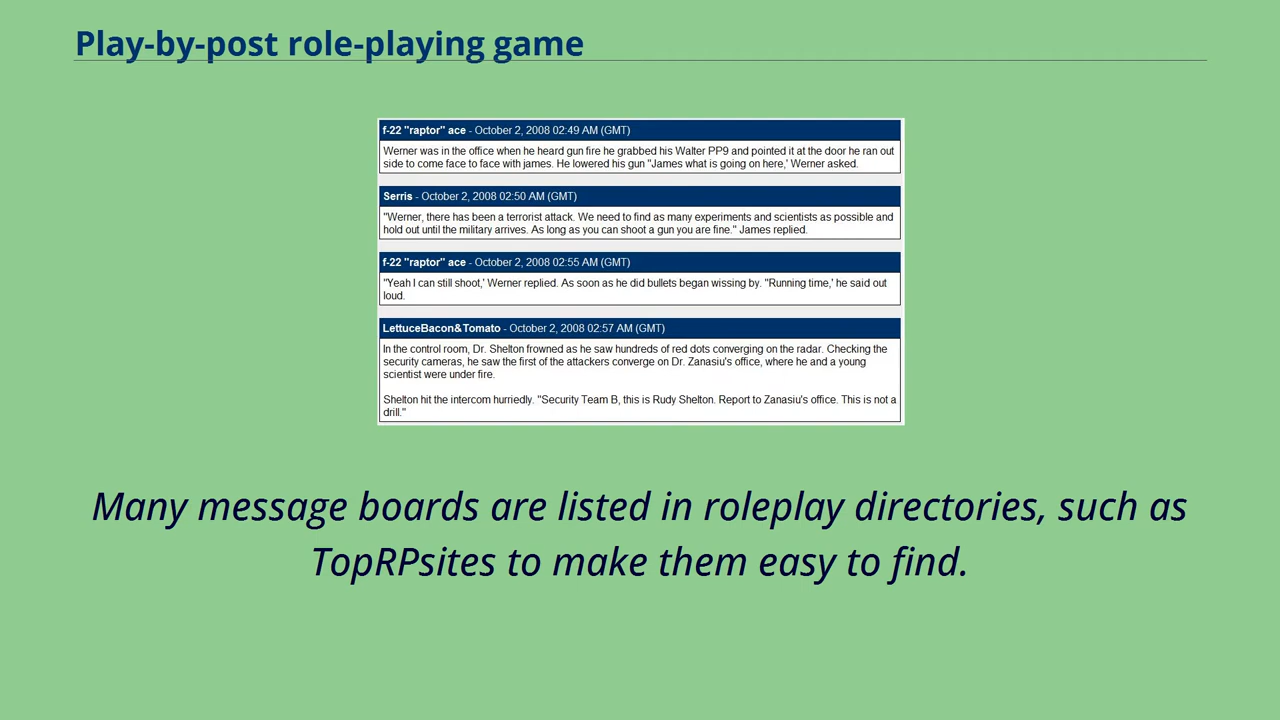 Play-by-post role-playing game
f-22 "raptor" ace - October 2, 2008 02:49 AM (GMT)
Werner was in the office when he heard gun fire he grabbed his Walter PP9 and pointed it at the door he ran out
side to come face to face with james. He lowered his gun "James what is going on here,' Werner asked.
Serris - October 2, 2008 02:50 AM (GMT)
"Werner, there has been a terrorist attack. We need to find as many experiments and scientists as possible and
hold out until the military arrives. As long as you can shoot a gun you are fine." James replied.
f-22 "raptor" ace - October 2, 2008 02:55 AM (GMT)
"Yeah I can still shoot,' Werner replied. As soon as he did bullets began wissing by. "Running time,' he said out
loud.
LettuceBacon&Tomato - October 2, 2008 02:57 AM (GMT)
In the control room, Dr. Shelton frowned as he saw hundreds of red dots converging on the radar. Checking the
security cameras, he saw the first of the attackers converge on Dr. Zanasiu's office, where he and a young
scientist were under fire.
Shelton hit the intercom hurriedly. "Security Team B, this is Rudy Shelton. Report to Zanasiu's office. This is not a
drill."
Many message boards are listed in roleplay directories, such as
TopRPsites to make them easy to find.